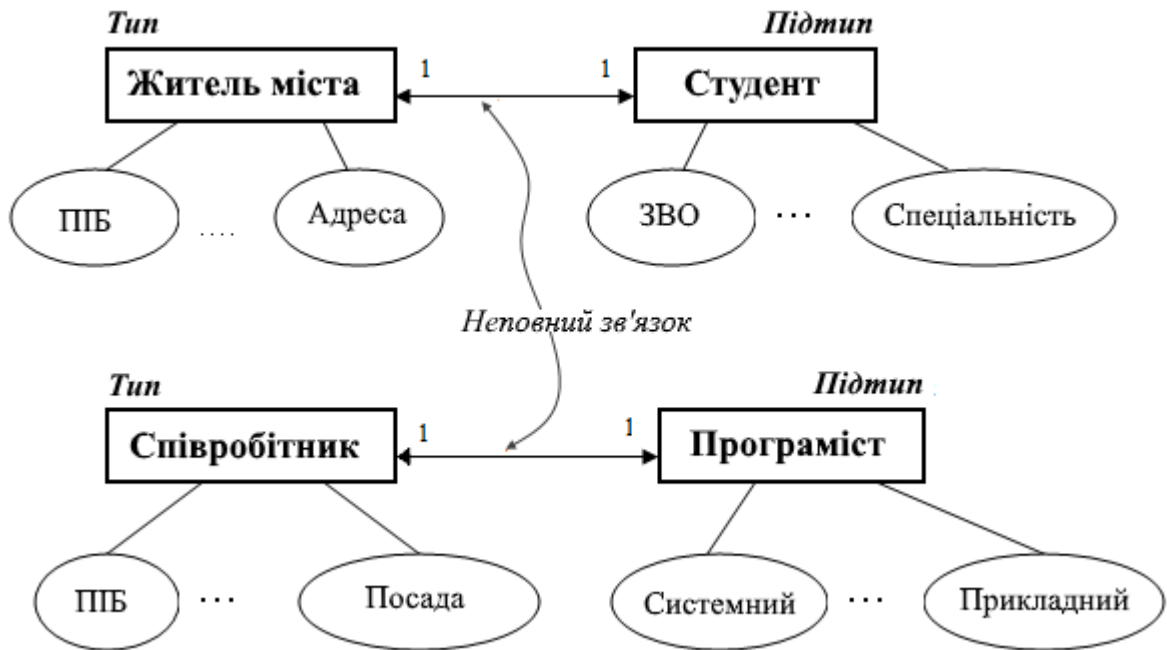 Тип Підтип
Житель міста 1 1 Студент
ПІБ .... Адреса ЗВО ... Спеціальність
Неповний зв'язок
Тип Підтип
Співробітник 1 1 Програміст
ПІБ ... Посада Системний ... Прикладний